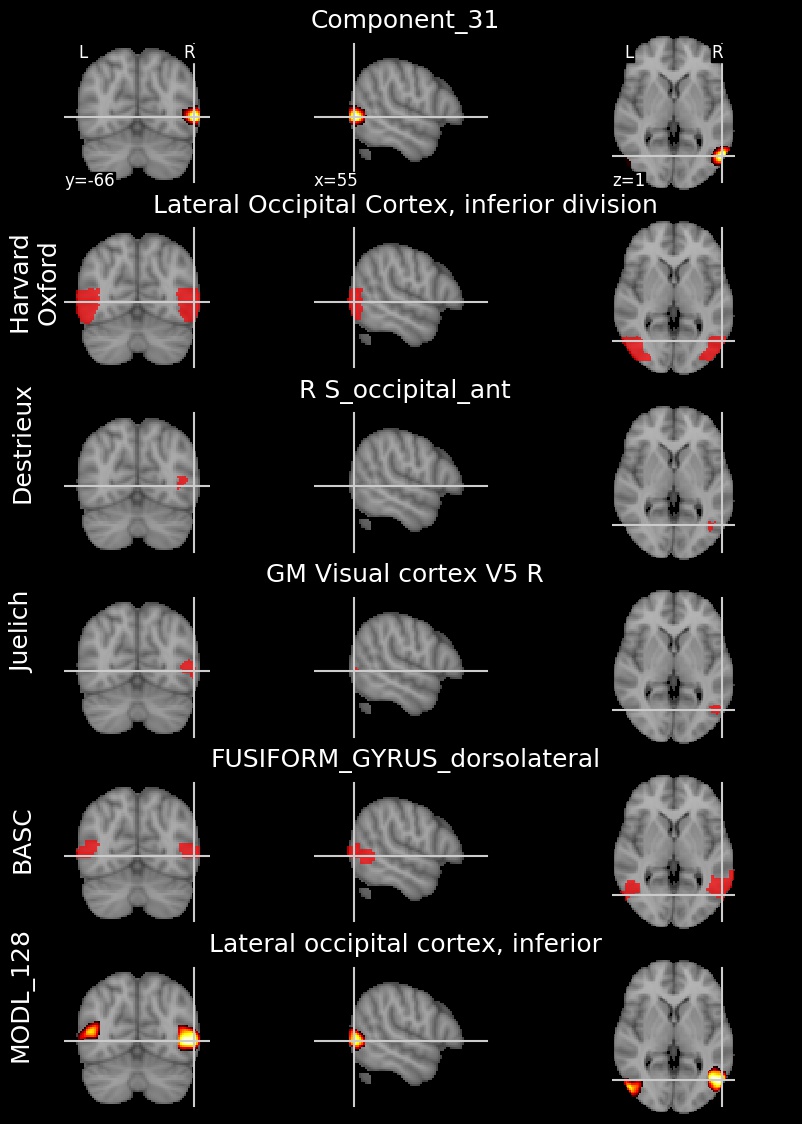 Component_31
L R
L R
y=-66
x=55
z=1
Lateral Occipital Cortex, inferior division
Harvard
Oxford
R S_occipital_ant
Destrieux
GM Visual cortex V5 R
Juelich
FUSIFORM_GYRUS_dorsolateral
BASC
Lateral occipital cortex, inferior
MODL_128